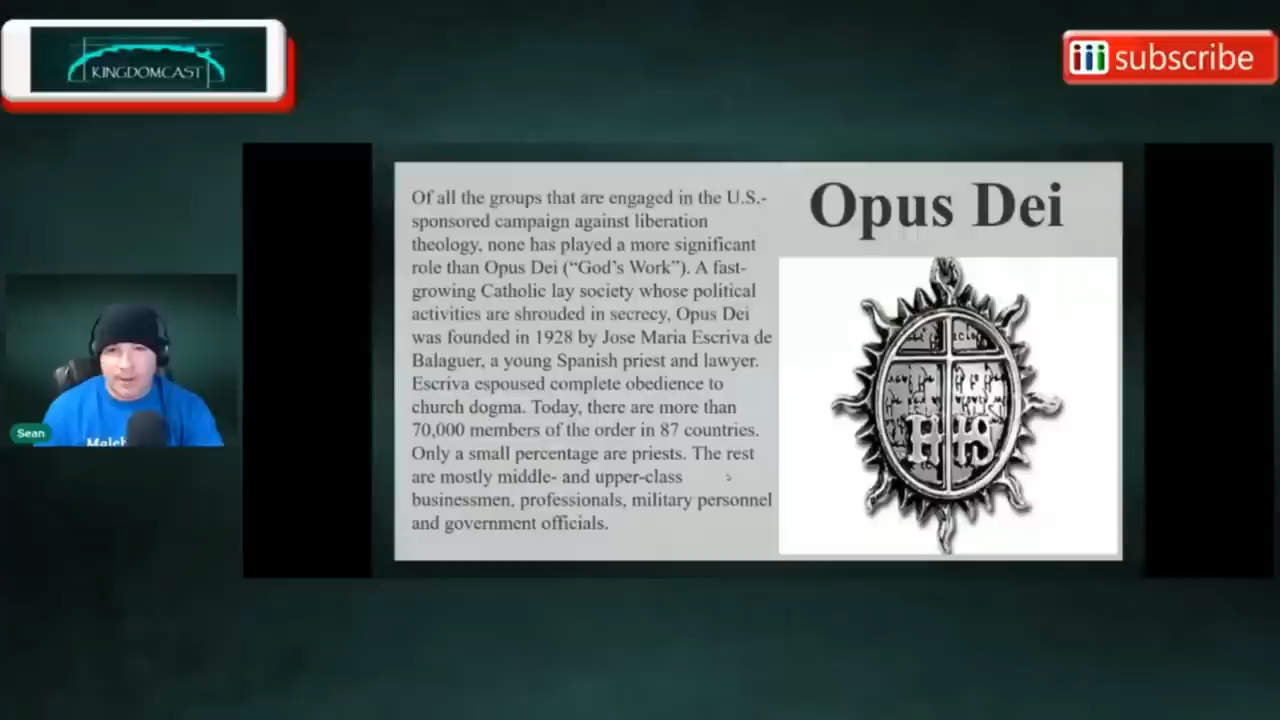 KINGDOMCAST
subscribe
Opus Dei
Of all the groups that are engaged in the U.S.-
sponsored campaign against liberation
theology, none has played a more significant
role than Opus Dei (“God’s Work”). A fast-
growing Catholic lay society whose political
activities are shrouded in secrecy, Opus Dei
was founded in 1928 by Jose Maria Escriva de
Balaguer, a young Spanish priest and lawyer.
Escriva espoused complete obedience to
church dogma. Today, there are more than
70,000 members of the order in 87 countries.
Only a small percentage are priests. The rest
are mostly middle- and upper-class
businessmen, professionals, military personnel
and government officials.
Sean
Melch